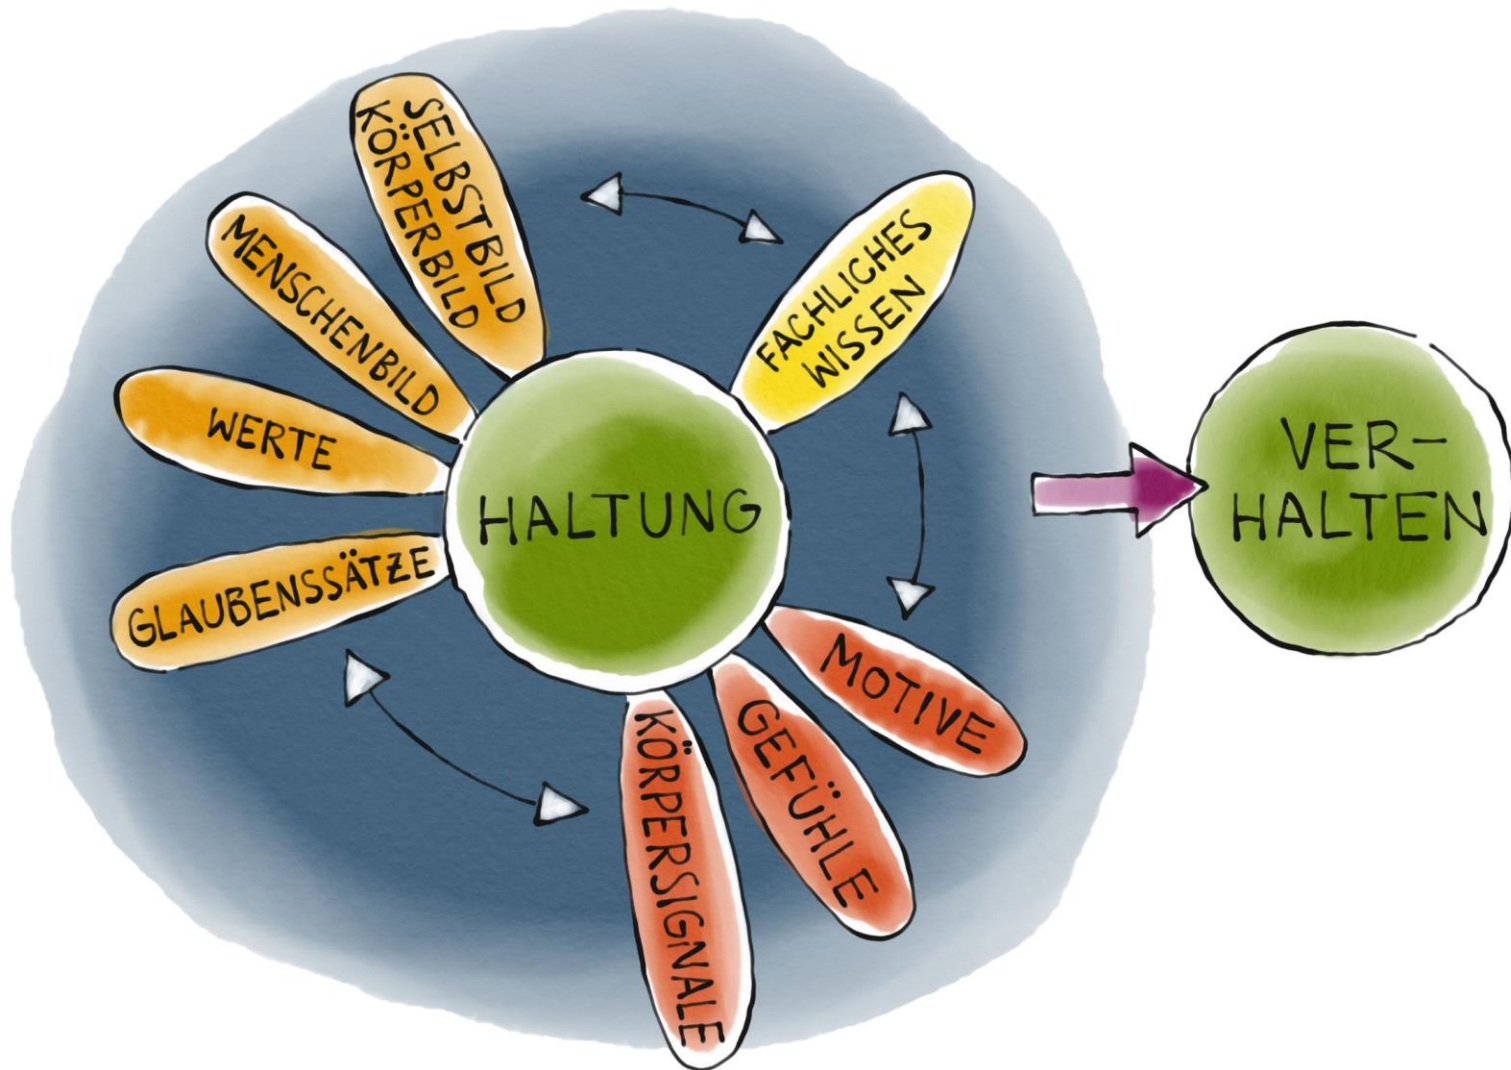 SELBSTBILD
KÖRPERBILD
MENSCHENBILD
WERTE
GLAUBENSSÄTZE
HALTUNG
FACHLICHES
WISSEN
MOTIVE
GEFÜHLE
KÖRPERSIGNALE
VER-
HALTEN